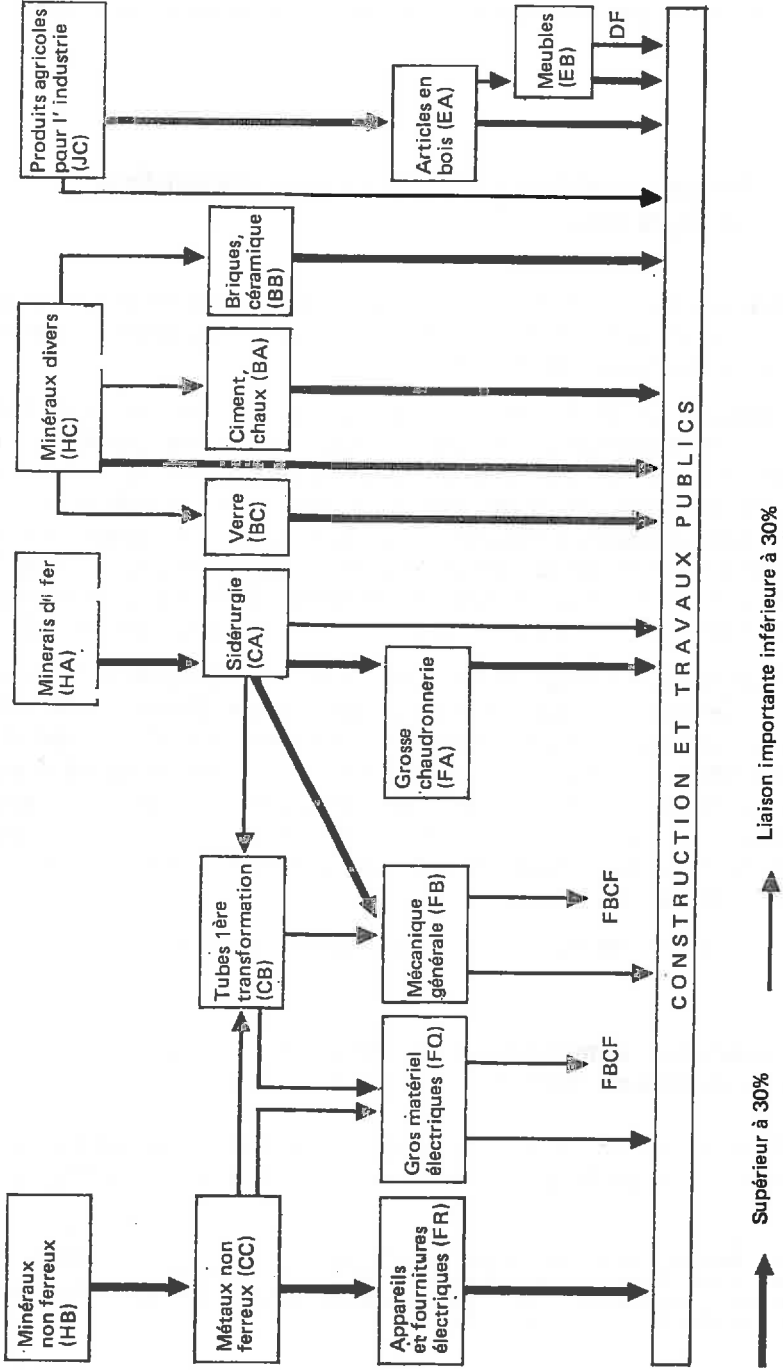 Minéraux
non ferreux
(HB)
Minerais de fer
(HA)
Minéraux divers
(HC)
Produits agricoles
pour l' industrie
(JC)
Métaux non
ferreux (CC)
Tubes 1ère
transformation
(CB)
Sidérurgie
(CA)
Verre
(BC)
Ciment,
chaux (BA)
Briques,
céramique
(BB)
Appareils
et fournitures
électriques (FR)
Gros matériel
électriques (FQ)
Mécanique
générale (FB)
Grosse
chaudronnerie
(FA)
Articles en
bois (EA)
Meubles
(EB)
FBCF
FBCF
DF
CONSTRUCTION ET TRAVAUX PUBLICS
Supérieur à 30%
Liaison importante inférieure à 30%